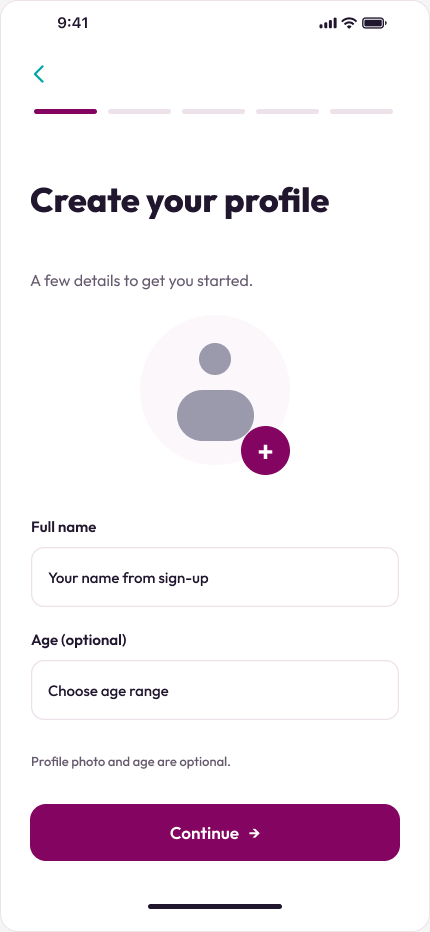 9:41
Create your profile
A few details to get you started.
+
Full name
Your name from sign-up
Age (optional)
Choose age range
Profile photo and age are optional.
Continue →